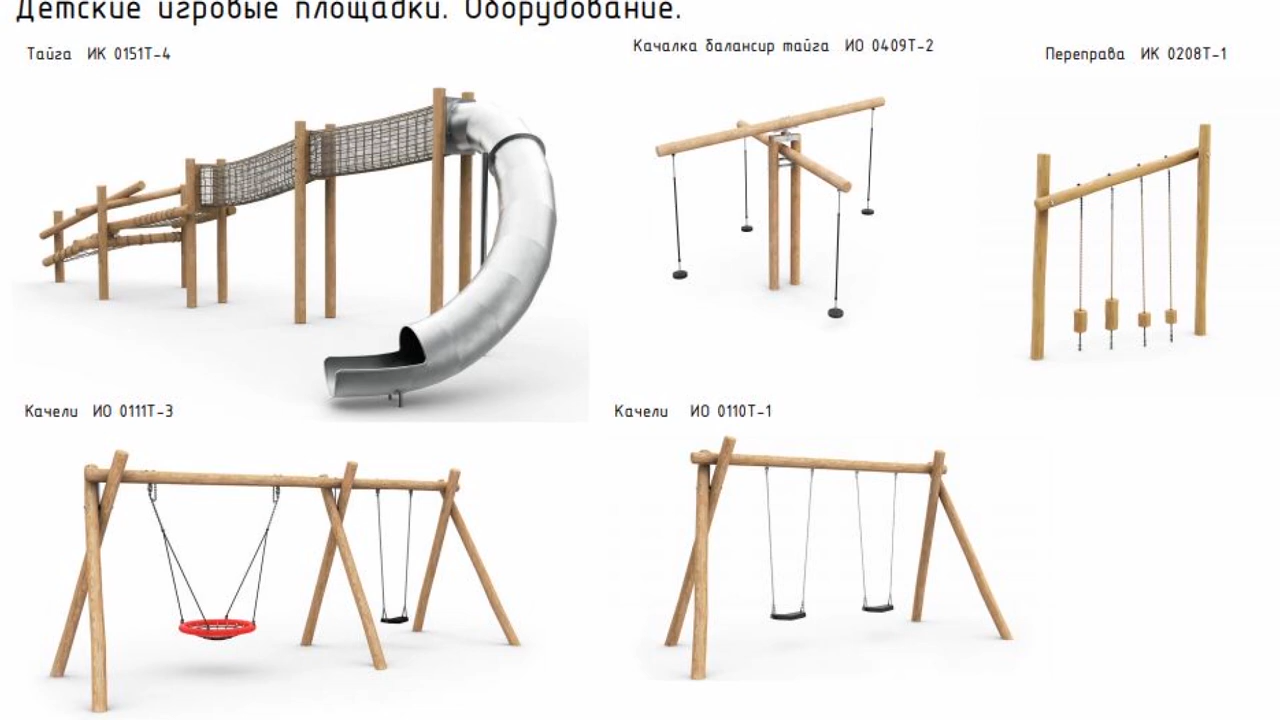 Детские игровые площадки. Оборудование.
Тайга ИК 0151Т-4
Качалка балансир тайга ИО 0409Т-2
Переправа ИК 0208Т-1
Качели ИО 0111Т-3
Качели ИО 0110Т-1